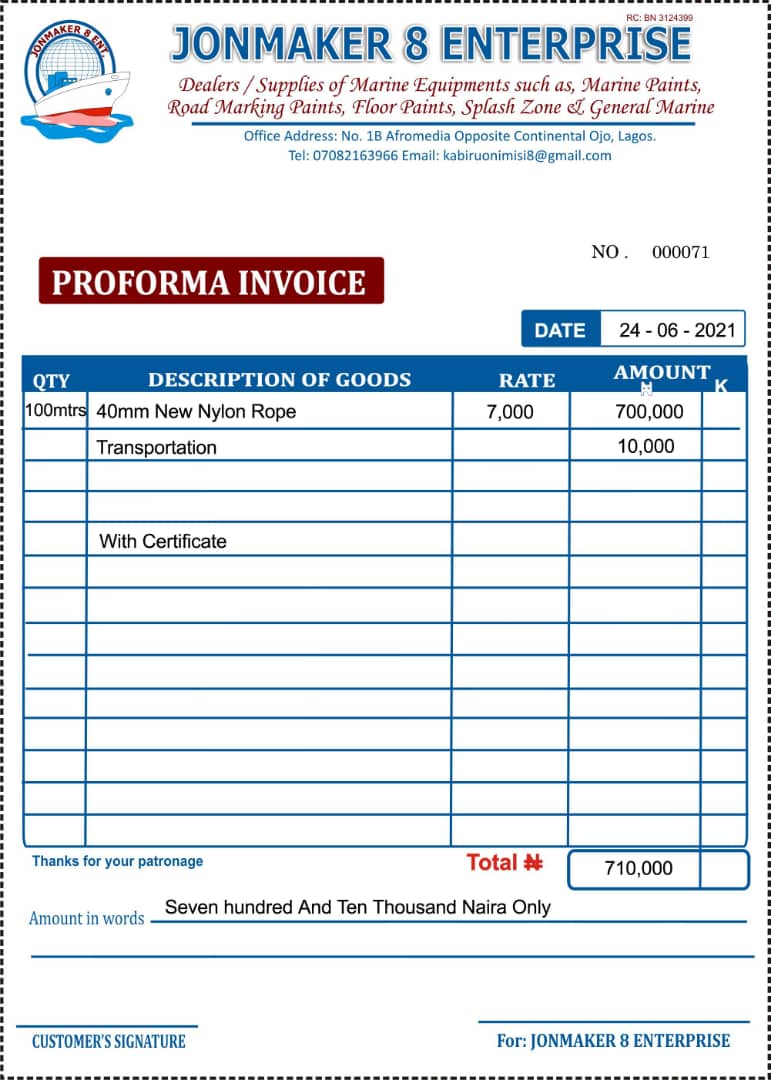 RC: BN 3124399
JONMAKER 8 ENT.
JONMAKER 8 ENTERPRISE
Dealers / Supplies of Marine Equipments such as, Marine Paints,
Road Marking Paints, Floor Paints, Splash Zone & General Marine
Office Address: No. 1B Afromedia Opposite Continental Ojo, Lagos.
Tel: 07082163966 Email: kabiruonimisi8@gmail.com
NO . 000071
PROFORMA INVOICE
DATE 24 - 06 - 2021
QTY DESCRIPTION OF GOODS RATE AMOUNT ₦ K
100mtrs 40mm New Nylon Rope 7,000 700,000
Transportation 10,000
With Certificate
Thanks for your patronage Total ₦ 710,000
Amount in words Seven hundred And Ten Thousand Naira Only
CUSTOMER'S SIGNATURE For: JONMAKER 8 ENTERPRISE